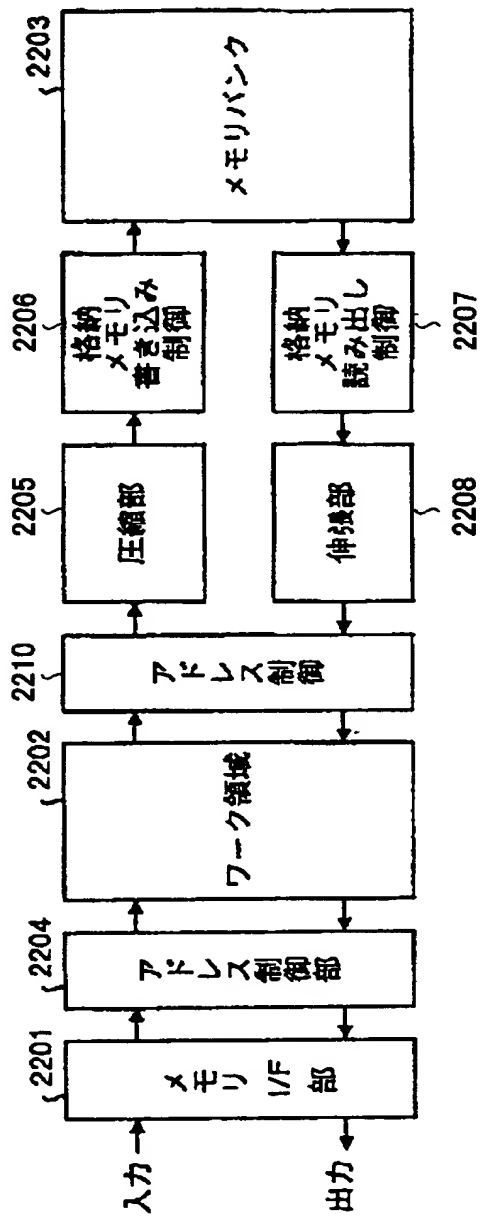 入力
出力
2201
メモリ
I/F
部
2204
アドレス制御部
2202
ワーク領域
2210
アドレス制御
2205
圧縮部
2206
格納
メモリ
書き込み
制御
2203
メモリバンク
2208
伸張部
2207
格納
メモリ
読み出し
制御